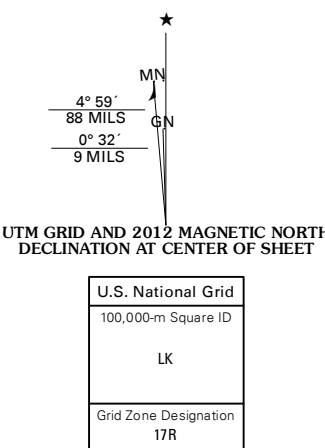 ★
MN
4° 59´
88 MILS
GN
0° 32´
9 MILS
UTM GRID AND 2012 MAGNETIC NORTH
DECLINATION AT CENTER OF SHEET
U.S. National Grid
100,000-m Square ID
LK
Grid Zone Designation
17R